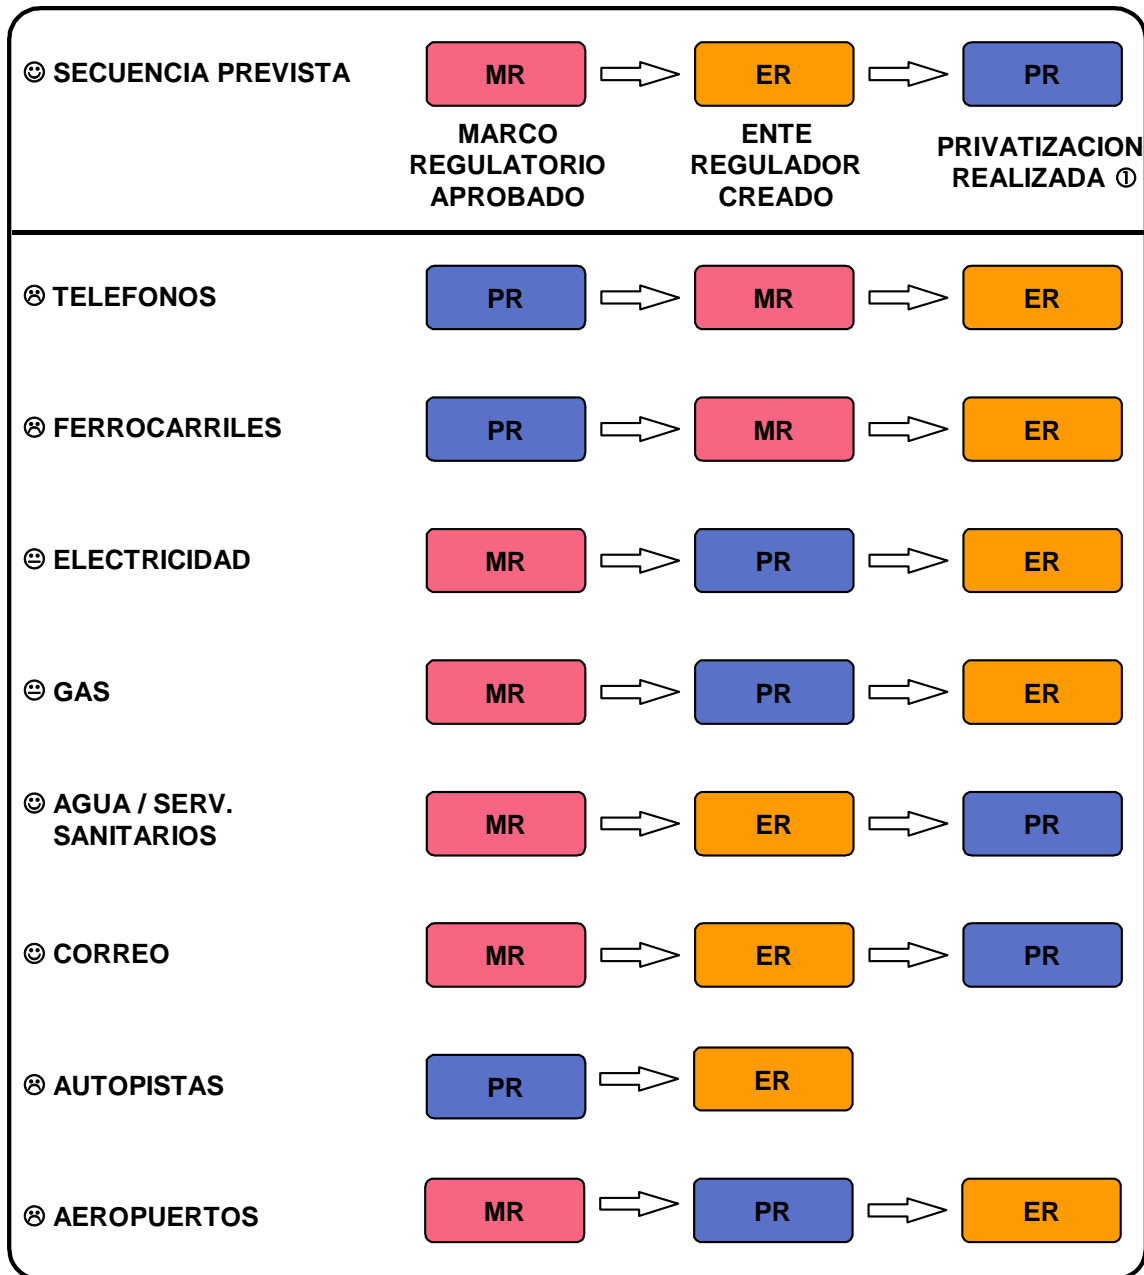 ☺ SECUENCIA PREVISTA
MR
ER
PR
MARCO
REGULATORIO
APROBADO
ENTE
REGULADOR
CREADO
PRIVATIZACION
REALIZADA ①
☹ TELEFONOS
PR
MR
ER
☹ FERROCARRILES
PR
MR
ER
😐 ELECTRICIDAD
MR
PR
ER
😐 GAS
MR
PR
ER
☺ AGUA / SERV.
SANITARIOS
MR
ER
PR
☺ CORREO
MR
ER
PR
☹ AUTOPISTAS
PR
ER
☹ AEROPUERTOS
MR
PR
ER